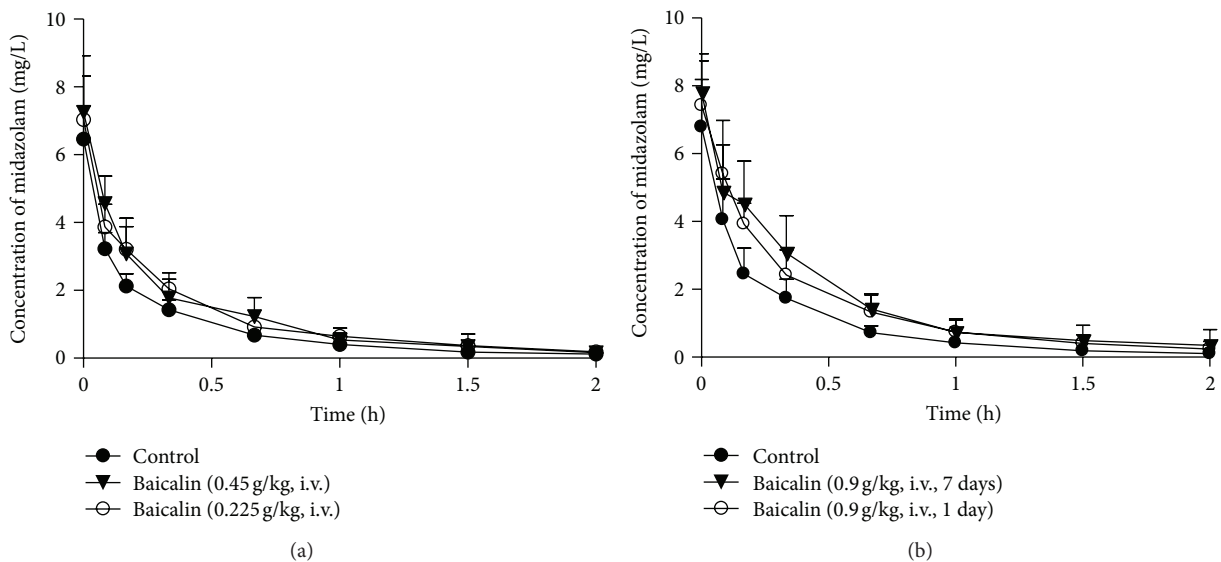 Concentration of midazolam (mg/L)
10
8
6
4
2
0
0
0.5
1
1.5
2
Time (h)
Control
Baicalin (0.45 g/kg, i.v.)
Baicalin (0.225 g/kg, i.v.)
(a)
Concentration of midazolam (mg/L)
10
8
6
4
2
0
0
0.5
1
1.5
2
Time (h)
Control
Baicalin (0.9 g/kg, i.v., 7 days)
Baicalin (0.9 g/kg, i.v., 1 day)
(b)